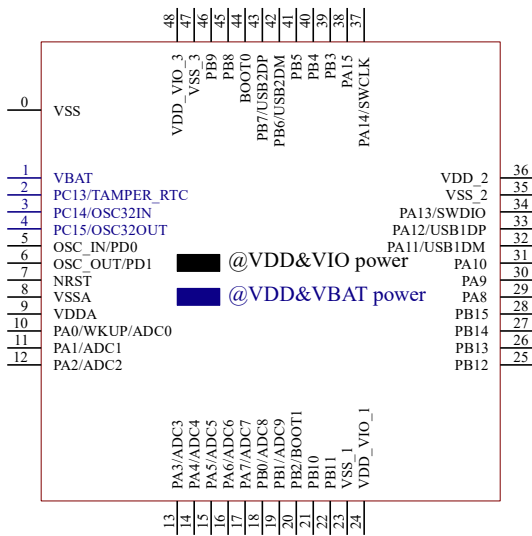 48
47
46
45
44
43
42
41
40
39
38
37
VDD_VIO_3
VSS_3
PB9
PB8
BOOT0
PB7/USB2DP
PB6/USB2DM
PB5
PB4
PB3
PA15
PA14/SWCLK
0 VSS
1 VBAT
2 PC13/TAMPER_RTC
3 PC14/OSC32IN
4 PC15/OSC32OUT
5 OSC_IN/PD0
6 OSC_OUT/PD1
7 NRST
8 VSSA
9 VDDA
10 PA0/WKUP/ADC0
11 PA1/ADC1
12 PA2/ADC2
@VDD&VIO power
@VDD&VBAT power
VDD_2 36
VSS_2 35
PA13/SWDIO 34
PA12/USB1DP 33
PA11/USB1DM 32
PA10 31
PA9 30
PA8 29
PB15 28
PB14 27
PB13 26
PB12 25
PA3/ADC3
PA4/ADC4
PA5/ADC5
PA6/ADC6
PA7/ADC7
PB0/ADC8
PB1/ADC9
PB2/BOOT1
PB10
PB11
VSS_1
VDD_VIO_1
13
14
15
16
17
18
19
20
21
22
23
24